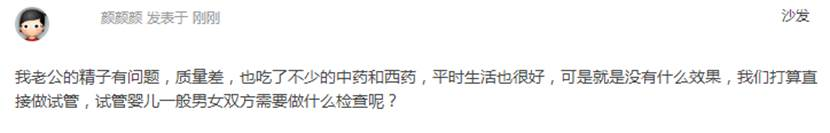 颜颜颜 发表于 刚刚 沙发
我老公的精子有问题，质量差，也吃了不少的中药和西药，平时生活也很好，可是就是没有什么效果，我们打算直
接做试管，试管婴儿一般男女双方需要做什么检查呢？